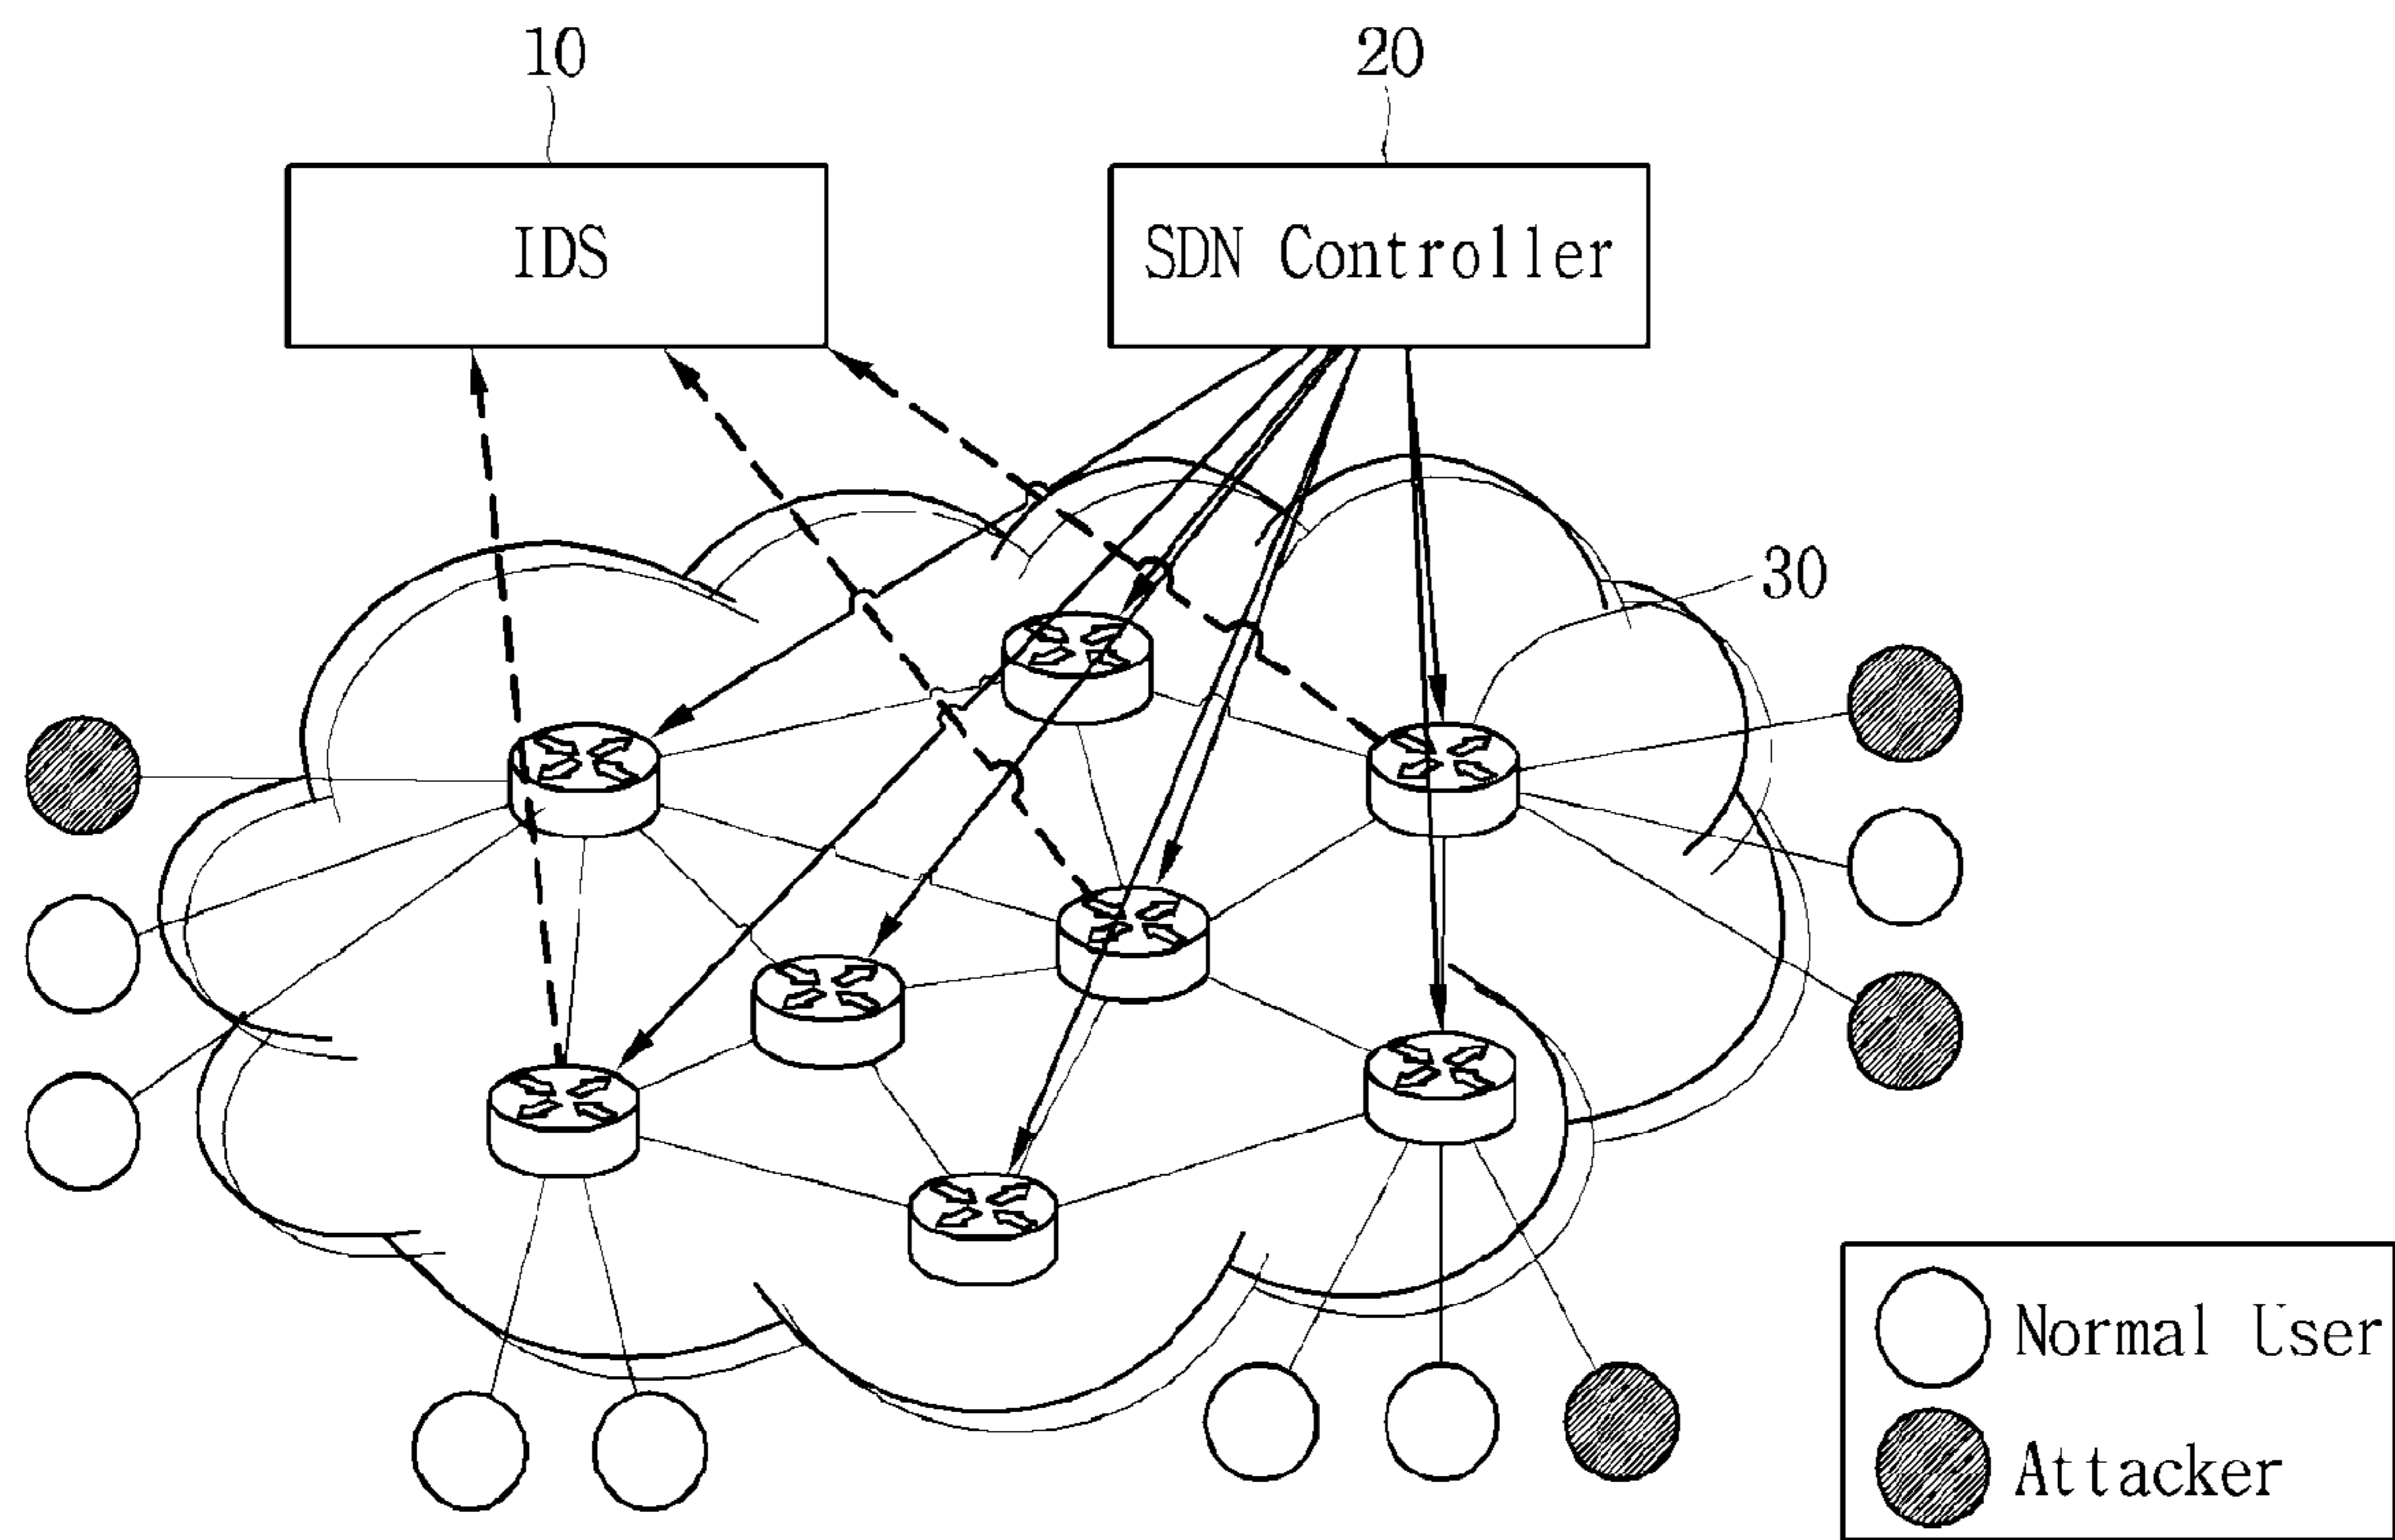 10
20
IDS
SDN Controller
30
Normal User
Attacker